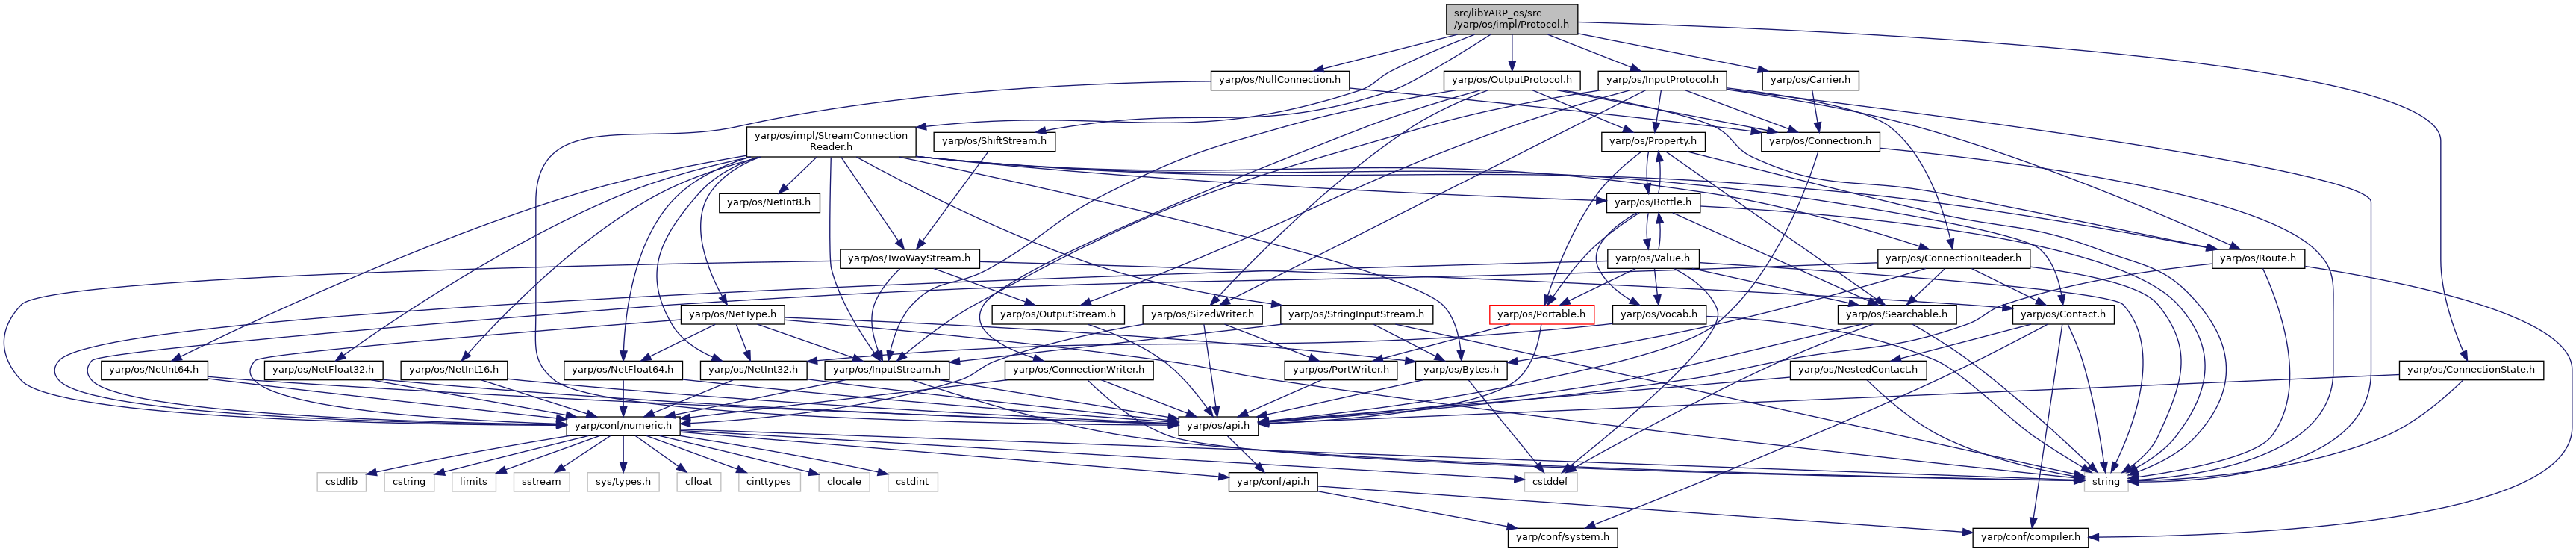 src/libYARP_os/src
/yarp/os/impl/Protocol.h
yarp/os/NullConnection.h
yarp/os/OutputProtocol.h
yarp/os/InputProtocol.h
yarp/os/Carrier.h
yarp/os/impl/StreamConnection
Reader.h
yarp/os/ShiftStream.h
yarp/os/Property.h
yarp/os/Connection.h
yarp/os/NetInt8.h
yarp/os/Bottle.h
yarp/os/TwoWayStream.h
yarp/os/Value.h
yarp/os/ConnectionReader.h
yarp/os/Route.h
yarp/os/NetType.h
yarp/os/OutputStream.h
yarp/os/SizedWriter.h
yarp/os/StringInputStream.h
yarp/os/Portable.h
yarp/os/Vocab.h
yarp/os/Searchable.h
yarp/os/Contact.h
yarp/os/NetInt64.h
yarp/os/NetFloat32.h
yarp/os/NetInt16.h
yarp/os/NetFloat64.h
yarp/os/NetInt32.h
yarp/os/InputStream.h
yarp/os/ConnectionWriter.h
yarp/os/PortWriter.h
yarp/os/Bytes.h
yarp/os/NestedContact.h
yarp/os/ConnectionState.h
yarp/conf/numeric.h
yarp/os/api.h
cstdlib
cstring
limits
sstream
sys/types.h
cfloat
cinttypes
clocale
cstdint
yarp/conf/api.h
cstddef
string
yarp/conf/system.h
yarp/conf/compiler.h